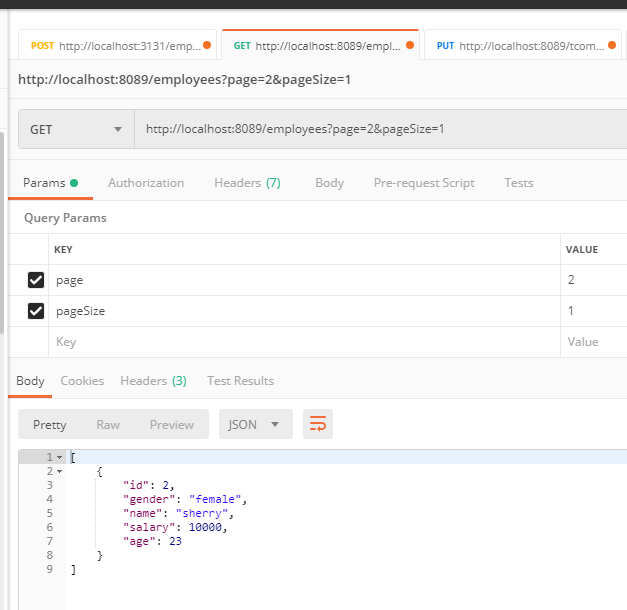 POST http://localhost:3131/emp...
GET http://localhost:8089/empl...
PUT http://localhost:8089/tcom...
http://localhost:8089/employees?page=2&pageSize=1
GET http://localhost:8089/employees?page=2&pageSize=1
Params Authorization Headers (7) Body Pre-request Script Tests
Query Params
KEY VALUE
page 2
pageSize 1
Key Value
Body Cookies Headers (3) Test Results
Pretty Raw Preview JSON
1 [
2 {
3 "id": 2,
4 "gender": "female",
5 "name": "sherry",
6 "salary": 10000,
7 "age": 23
8 }
9 ]